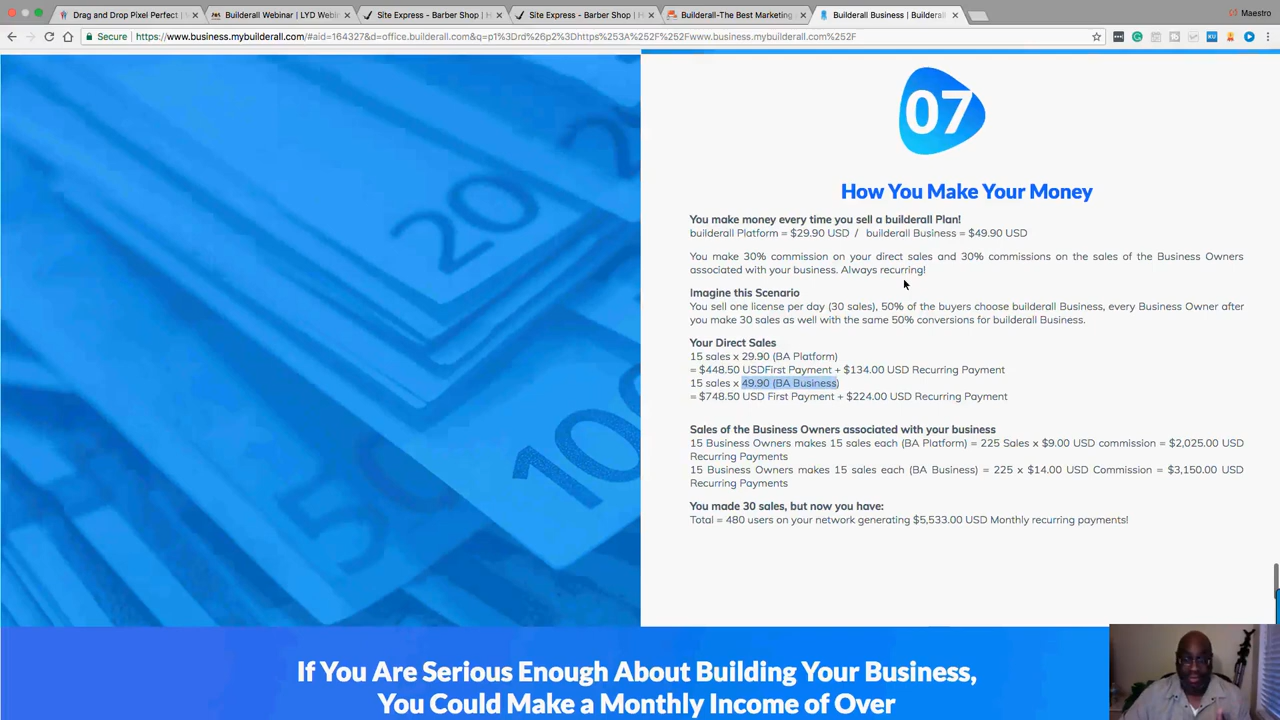 Drag and Drop Pixel Perfect |
Builderall Webinar | LYD Webi
Site Express - Barber Shop | H
Site Express - Barber Shop | H
Builderall-The Best Marketing
Builderall Business | Builderall
Maestro
Secure | https://www.business.mybuilderall.com/#aid=164327&d=office.builderall.com&q=p1%3Drd%26p2%3Dhttps%253A%252F%252Fwww.business.mybuilderall.com%252F
20
100
50
07
How You Make Your Money
You make money every time you sell a builderall Plan!
builderall Platform = $29.90 USD / builderall Business = $49.90 USD
You make 30% commission on your direct sales and 30% commissions on the sales of the Business Owners
associated with your business. Always recurring!
Imagine this Scenario
You sell one license per day (30 sales), 50% of the buyers choose builderall Business, every Business Owner after
you make 30 sales as well with the same 50% conversions for builderall Business.
Your Direct Sales
15 sales x 29.90 (BA Platform)
= $448.50 USDFirst Payment + $134.00 USD Recurring Payment
15 sales x 49.90 (BA Business)
= $748.50 USD First Payment + $224.00 USD Recurring Payment
Sales of the Business Owners associated with your business
15 Business Owners makes 15 sales each (BA Platform) = 225 Sales x $9.00 USD commission = $2,025.00 USD
Recurring Payments
15 Business Owners makes 15 sales each (BA Business) = 225 x $14.00 USD Commission = $3,150.00 USD
Recurring Payments
You made 30 sales, but now you have:
Total = 480 users on your network generating $5,533.00 USD Monthly recurring payments!
If You Are Serious Enough About Building Your Business,
You Could Make a Monthly Income of Over